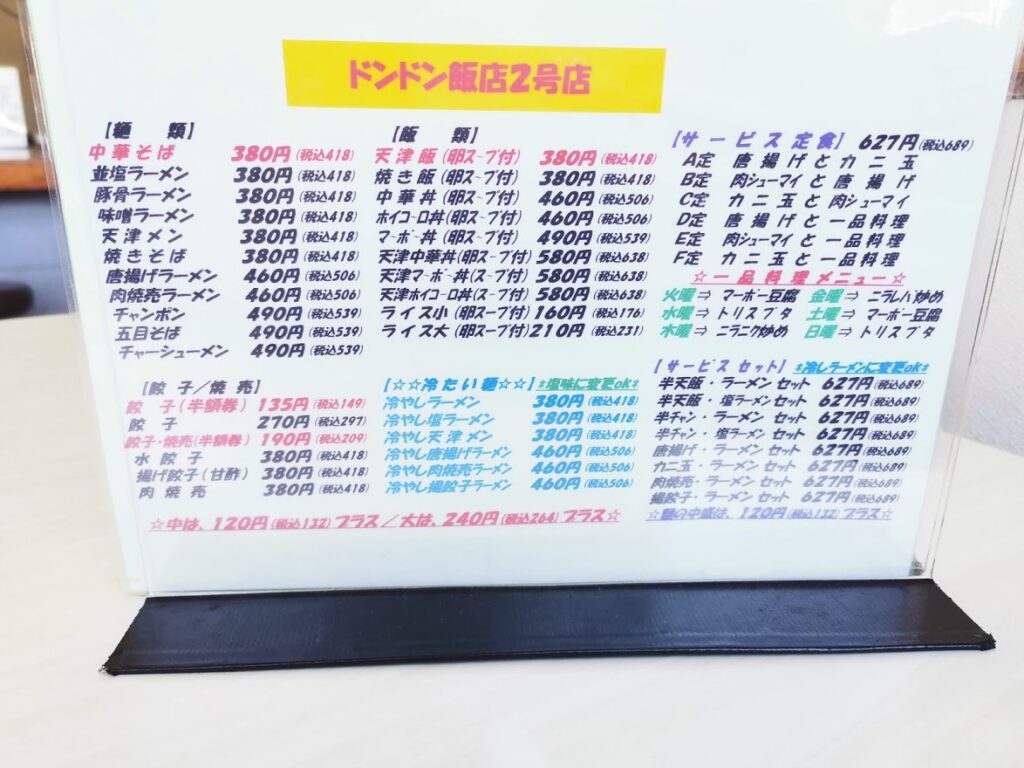 ドンドン飯店2号店
【麺　類】
中華そば 380円(税込418)
並塩ラーメン 380円(税込418)
豚骨ラーメン 380円(税込418)
味噌ラーメン 380円(税込418)
天津メン 380円(税込418)
焼きそば 380円(税込418)
唐揚げラーメン 460円(税込506)
肉焼売ラーメン 460円(税込506)
チャンポン 490円(税込539)
五目そば 490円(税込539)
チャーシューメン 490円(税込539)
【飯　類】
天津飯(卵スープ付) 380円(税込418)
焼き飯(卵スープ付) 380円(税込418)
中華丼(卵スープ付) 460円(税込506)
ホイコーロ丼(卵スープ付) 460円(税込506)
マーボー丼(卵スープ付) 490円(税込539)
天津中華丼(卵スープ付) 580円(税込638)
天津マーボー丼(スープ付) 580円(税込638)
天津ホイコーロ丼(スープ付) 580円(税込638)
ライス小(卵スープ付) 160円(税込176)
ライス大(卵スープ付) 210円(税込231)
【サービス定食】 627円(税込689)
A定 唐揚げとカニ玉
B定 肉シューマイと唐揚げ
C定 カニ玉と肉シューマイ
D定 唐揚げと一品料理
E定 肉シューマイと一品料理
F定 カニ玉と一品料理
☆一品料理メニュー☆
火曜⇒ マーボー豆腐 金曜⇒ ニラレバ炒め
水曜⇒ トリスブタ 土曜⇒ マーボー豆腐
木曜⇒ ニラニク炒め 日曜⇒ トリスブタ
【餃子/焼売】
餃子(半額券) 135円(税込149)
餃子 270円(税込297)
餃子・焼売(半額券) 190円(税込209)
水餃子 380円(税込418)
揚げ餃子(甘酢) 380円(税込418)
肉焼売 380円(税込418)
【☆☆冷たい麺☆☆】*塩味に変更ok*
冷やしラーメン 380円(税込418)
冷やし塩ラーメン 380円(税込418)
冷やし天津メン 380円(税込418)
冷やし唐揚げラーメン 460円(税込506)
冷やし肉焼売ラーメン 460円(税込506)
冷やし揚餃子ラーメン 460円(税込506)
【サービスセット】*冷しラーメンに変更ok*
半天飯・ラーメンセット 627円(税込689)
半天飯・塩ラーメンセット 627円(税込689)
半チャン・ラーメンセット 627円(税込689)
半チャン・塩ラーメンセット 627円(税込689)
唐揚げ・ラーメンセット 627円(税込689)
カニ玉・ラーメンセット 627円(税込689)
肉焼売・ラーメンセット 627円(税込689)
揚餃子・ラーメンセット 627円(税込689)
☆中は、120円(税込132)プラス/大は、240円(税込264)プラス☆
☆麺の中盛は、120円(税込132)プラス☆